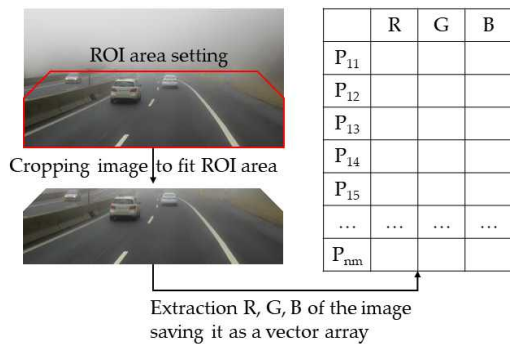 ROI area setting
Cropping image to fit ROI area
Extraction R, G, B of the image
saving it as a vector array
R G B
P11
P12
P13
P14
P15
... ... ... ...
Pnm